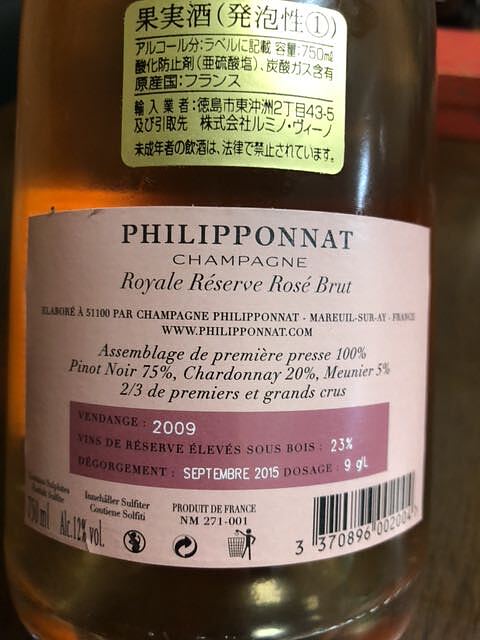 果実酒(発泡性①)
アルコール分:ラベルに記載 容量:750mℓ
酸化防止剤(亜硫酸塩)、炭酸ガス含有
原産国:フランス
輸入業者:徳島市東沖洲2丁目43-5
及び引取先 株式会社ルミノ・ヴィーノ
未成年者の飲酒は、法律で禁止されています。
PHILIPPONNAT
CHAMPAGNE
Royale Réserve Rosé Brut
ELABORÉ À 51100 PAR CHAMPAGNE PHILIPPONNAT - MAREUIL-SUR-AY - FRANCE
WWW.PHILIPPONNAT.COM
Assemblage de première presse 100%
Pinot Noir 75%, Chardonnay 20%, Meunier 5%
2/3 de premiers et grands crus
VENDANGE : 2009
VINS DE RÉSERVE ÉLEVÉS SOUS BOIS : 23%
DÉGORGEMENT : SEPTEMBRE 2015 DOSAGE : 9 g/L
Innehåller Sulfiter
Contiene Solfiti
PRODUIT DE FRANCE
NM 271-001
750 ml Alc.12% vol.
3 370896 002004